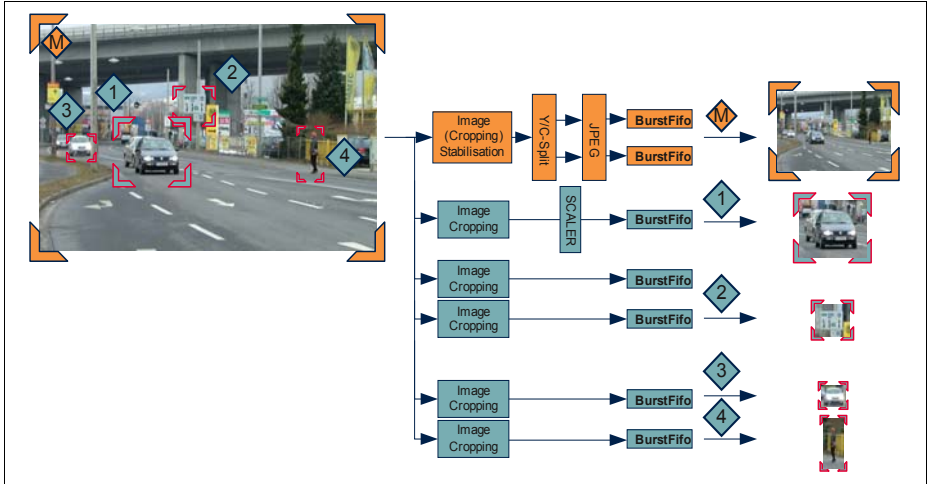 M
1
2
3
4
Image
(Cropping)
Stabilisation
Y/C-Split
JPEG
BurstFifo
BurstFifo
M
Image
Cropping
SCALER
BurstFifo
1
Image
Cropping
BurstFifo
Image
Cropping
BurstFifo
2
Image
Cropping
BurstFifo
3
Image
Cropping
BurstFifo
4